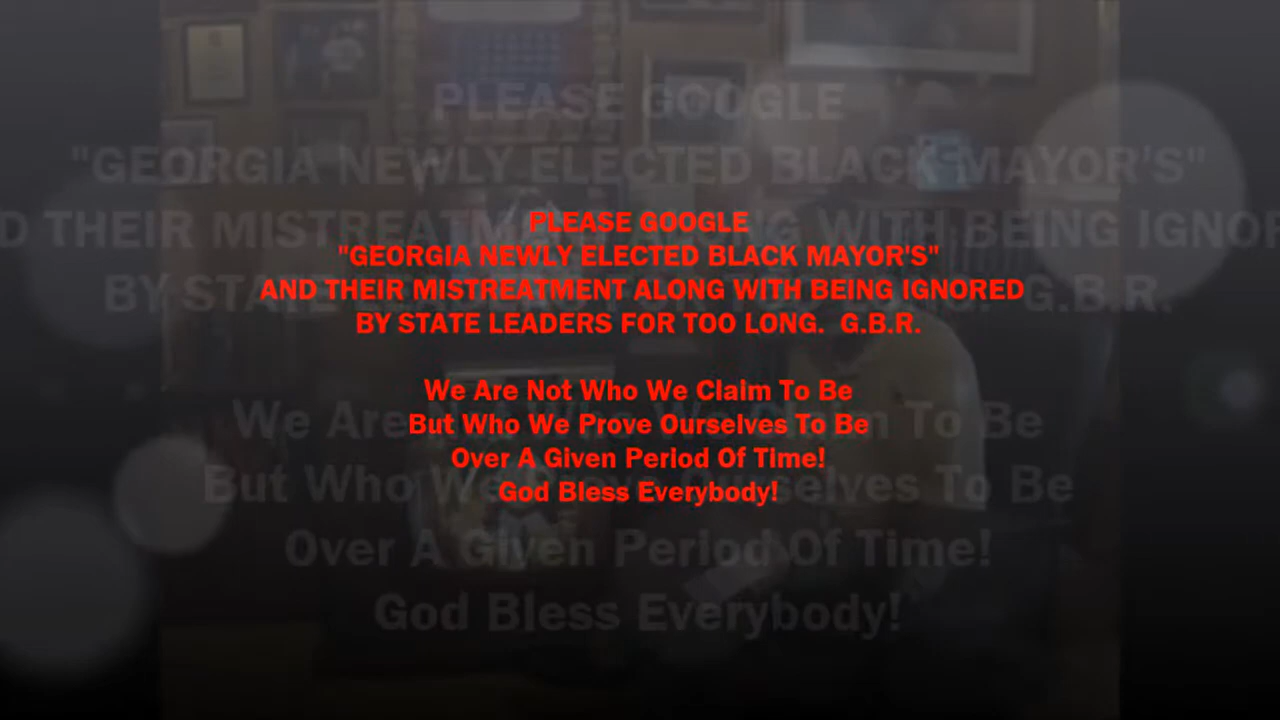 PLEASE GOOGLE
"GEORGIA NEWLY ELECTED BLACK MAYOR'S"
AND THEIR MISTREATMENT ALONG WITH BEING IGNORED
BY STATE LEADERS FOR TOO LONG.  G.B.R.
We Are Not Who We Claim To Be
But Who We Prove Ourselves To Be
Over A Given Period Of Time!
God Bless Everybody!